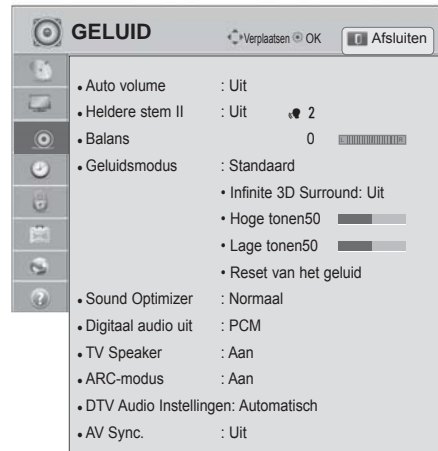 GELUID
Verplaatsen OK
Afsluiten
• Auto volume : Uit
• Heldere stem II : Uit 2
• Balans 0 L R
• Geluidsmodus : Standaard
• Infinite 3D Surround: Uit
• Hoge tonen50
• Lage tonen50
• Reset van het geluid
• Sound Optimizer : Normaal
• Digitaal audio uit : PCM
• TV Speaker : Aan
• ARC-modus : Aan
• DTV Audio Instellingen: Automatisch
• AV Sync. : Uit